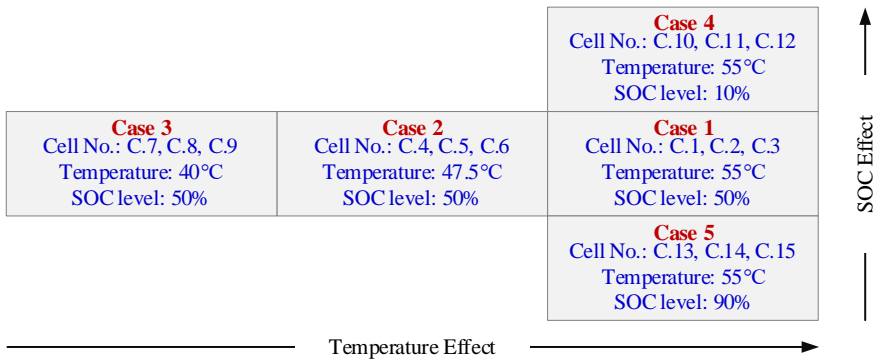 Case 4
Cell No.: C.10, C.11, C.12
Temperature: 55°C
SOC level: 10%
Case 3
Cell No.: C.7, C.8, C.9
Temperature: 40°C
SOC level: 50%
Case 2
Cell No.: C.4, C.5, C.6
Temperature: 47.5°C
SOC level: 50%
Case 1
Cell No.: C.1, C.2, C.3
Temperature: 55°C
SOC level: 50%
Case 5
Cell No.: C.13, C.14, C.15
Temperature: 55°C
SOC level: 90%
SOC Effect
Temperature Effect